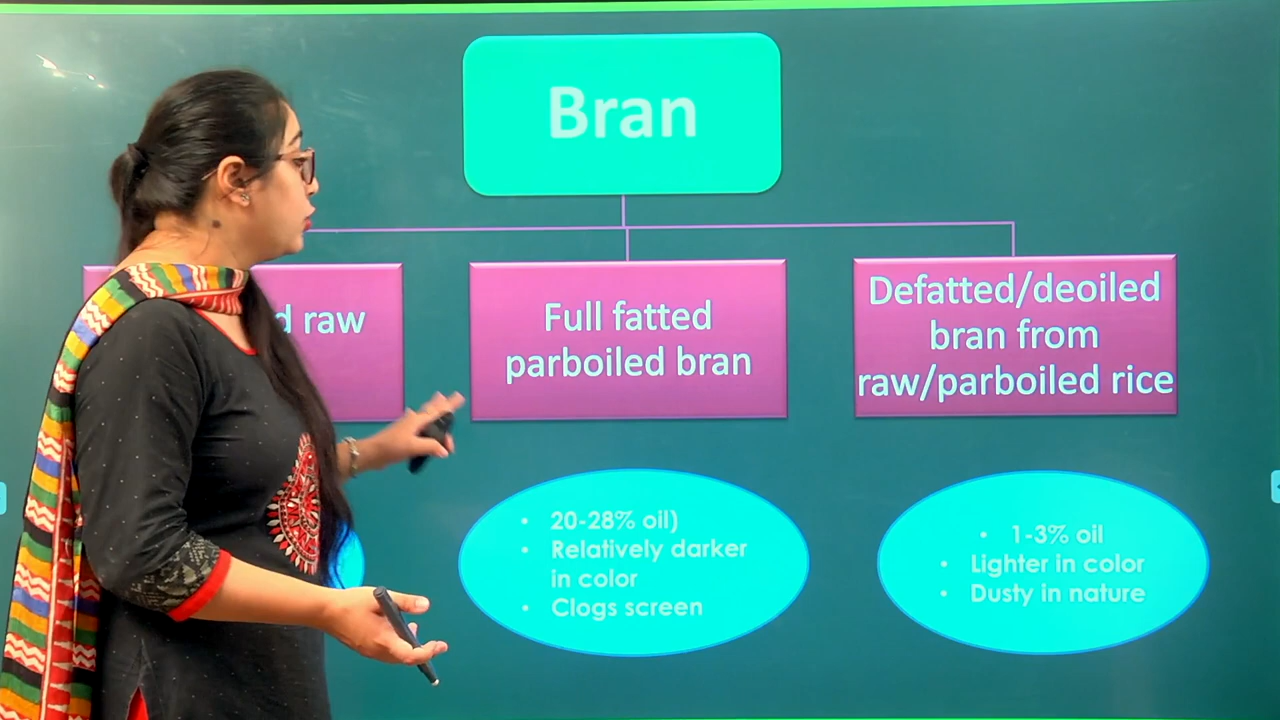 Bran
raw
Full fatted
parboiled bran
Defatted/deoiled
bran from
raw/parboiled rice
• 20-28% oil)
• Relatively darker
in color
• Clogs screen
• 1-3% oil
• Lighter in color
• Dusty in nature